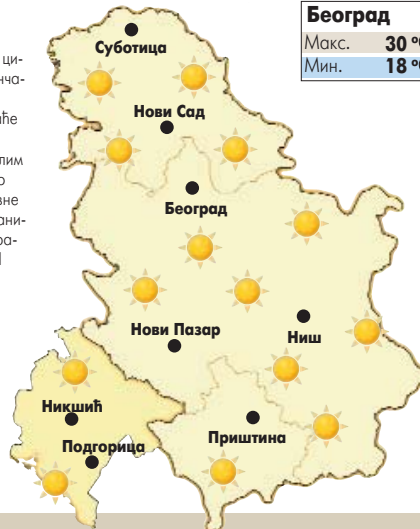 Београд
Макс. 30 °
Мин. 18 °
Суботица
Нови Сад
Београд
Нови Пазар
Ниш
Никшић
Подгорица
Приштина